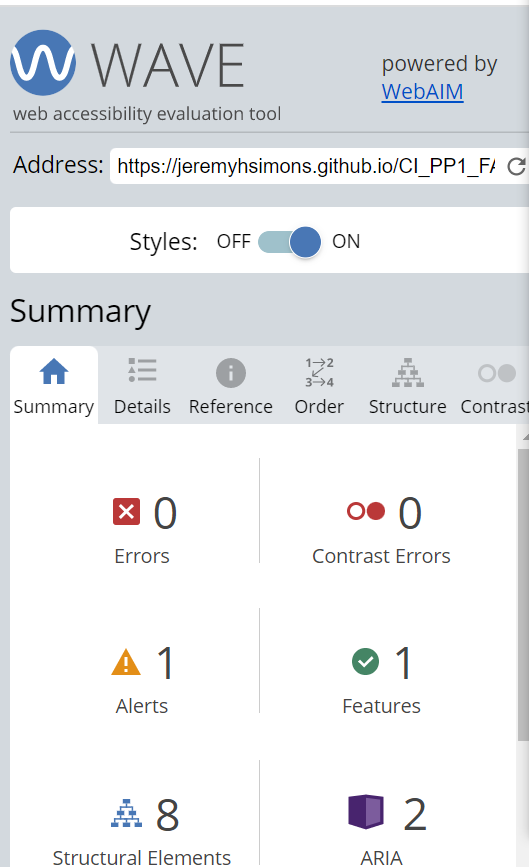 WAVE
powered by
WebAIM
web accessibility evaluation tool
Address: https://jeremyhsimons.github.io/CI_PP1_FA
Styles: OFF ON
Summary
1→2
3→4
Summary Details Reference Order Structure Contrast
0 0
Errors Contrast Errors
1 1
Alerts Features
8 2
Structural Elements ARIA